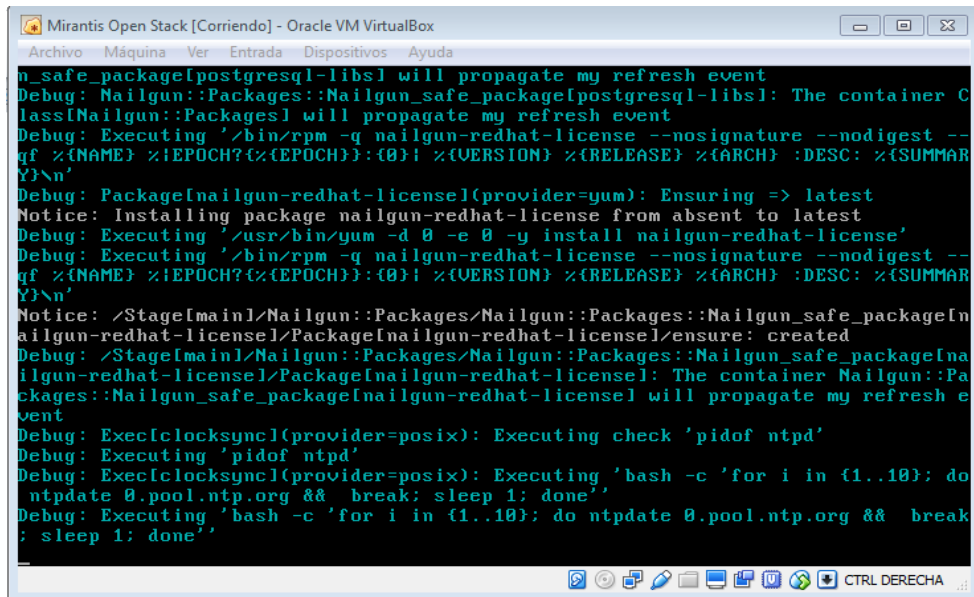 Mirantis Open Stack [Corriendo] - Oracle VM VirtualBox
Archivo Máquina Ver Entrada Dispositivos Ayuda
n_safe_package[postgresql-libs] will propagate my refresh event
Debug: Nailgun::Packages::Nailgun_safe_package[postgresql-libs]: The container C
lass[Nailgun::Packages] will propagate my refresh event
Debug: Executing '/bin/rpm -q nailgun-redhat-license --nosignature --nodigest --
qf %{NAME} %|EPOCH?{%{EPOCH}}:{0}| %{VERSION} %{RELEASE} %{ARCH} :DESC: %{SUMMAR
Y}\n'
Debug: Package[nailgun-redhat-license](provider=yum): Ensuring => latest
Notice: Installing package nailgun-redhat-license from absent to latest
Debug: Executing '/usr/bin/yum -d 0 -e 0 -y install nailgun-redhat-license'
Debug: Executing '/bin/rpm -q nailgun-redhat-license --nosignature --nodigest --
qf %{NAME} %|EPOCH?{%{EPOCH}}:{0}| %{VERSION} %{RELEASE} %{ARCH} :DESC: %{SUMMAR
Y}\n'
Notice: /Stage[main]/Nailgun::Packages/Nailgun::Packages::Nailgun_safe_package[n
ailgun-redhat-license]/Package[nailgun-redhat-license]/ensure: created
Debug: /Stage[main]/Nailgun::Packages/Nailgun::Packages::Nailgun_safe_package[na
ilgun-redhat-license]/Package[nailgun-redhat-license]: The container Nailgun::Pa
ckages::Nailgun_safe_package[nailgun-redhat-license] will propagate my refresh e
vent
Debug: Exec[clocksync](provider=posix): Executing check 'pidof ntpd'
Debug: Executing 'pidof ntpd'
Debug: Exec[clocksync](provider=posix): Executing 'bash -c 'for i in {1..10}; do
 ntpdate 0.pool.ntp.org &&  break; sleep 1; done''
Debug: Executing 'bash -c 'for i in {1..10}; do ntpdate 0.pool.ntp.org &&  break
; sleep 1; done''
_
CTRL DERECHA